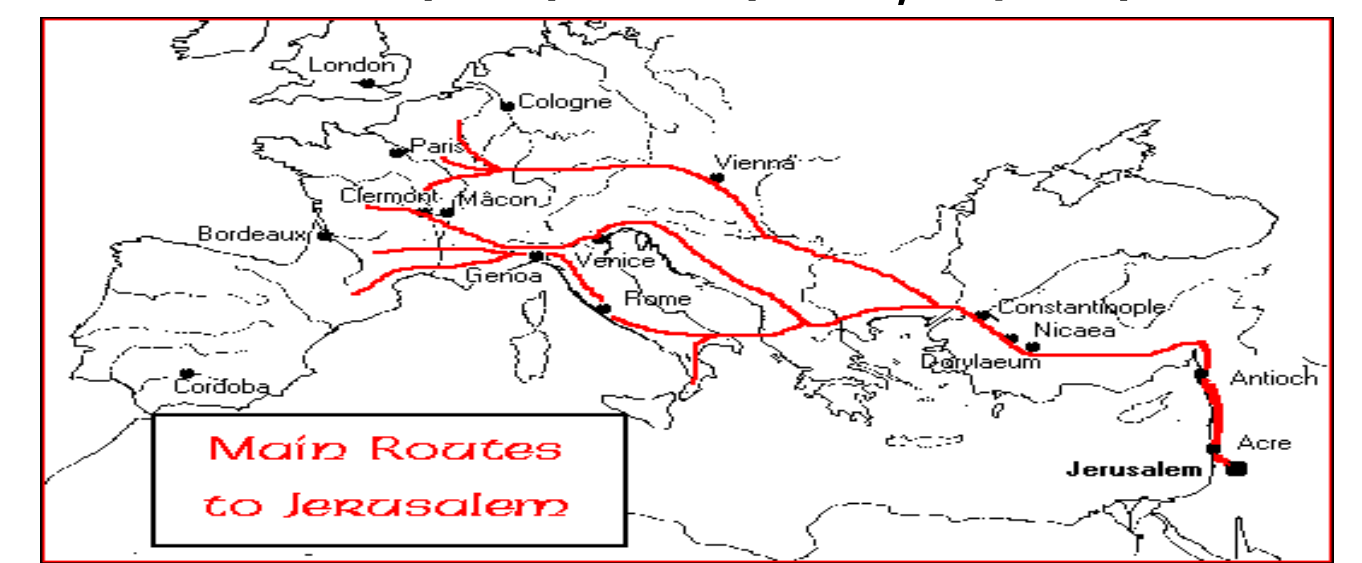 London
Cologne
Paris
Vienna
Clermont
Mâcon
Bordeaux
Venice
Genoa
Rome
Constantinople
Nicaea
Dorylaeum
Cordoba
Antioch
Acre
Jerusalem
Main Routes
to Jerusalem